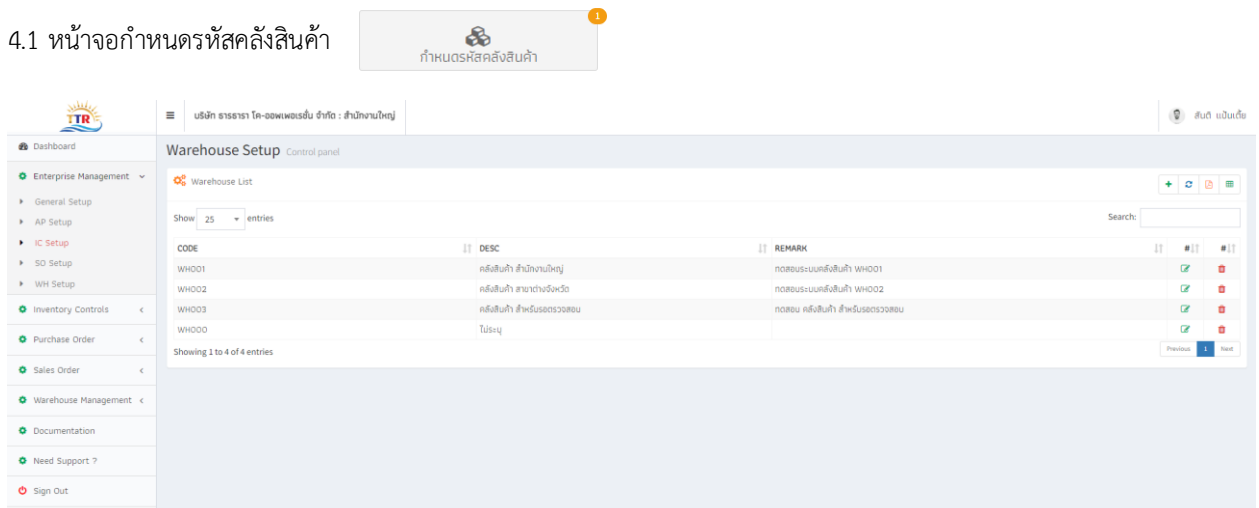 4.1 หน้าจอกำหนดรหัสคลังสินค้า
1
กำหนดรหัสคลังสินค้า
TTR
บริษัท ธารธารา โค-ออพเพอเรชั่น จำกัด : สำนักงานใหญ่
สันติ แป้นเดี้ย
Dashboard
Warehouse Setup Control panel
Enterprise Management
Warehouse List
General Setup
AP Setup
IC Setup
SO Setup
WH Setup
Inventory Controls
Purchase Order
Sales Order
Warehouse Management
Documentation
Need Support ?
Sign Out
Show 25 entries
Search:
CODE DESC REMARK # #
WH001 คลังสินค้า สำนักงานใหญ่ ทดสอบระบบคลังสินค้า WH001
WH002 คลังสินค้า สาขาต่างจังหวัด ทดสอบระบบคลังสินค้า WH002
WH003 คลังสินค้า สำหรับรอตรวจสอบ ทดสอบ คลังสินค้า สำหรับรอตรวจสอบ
WH000 ไม่ระบุ
Showing 1 to 4 of 4 entries
Previous 1 Next